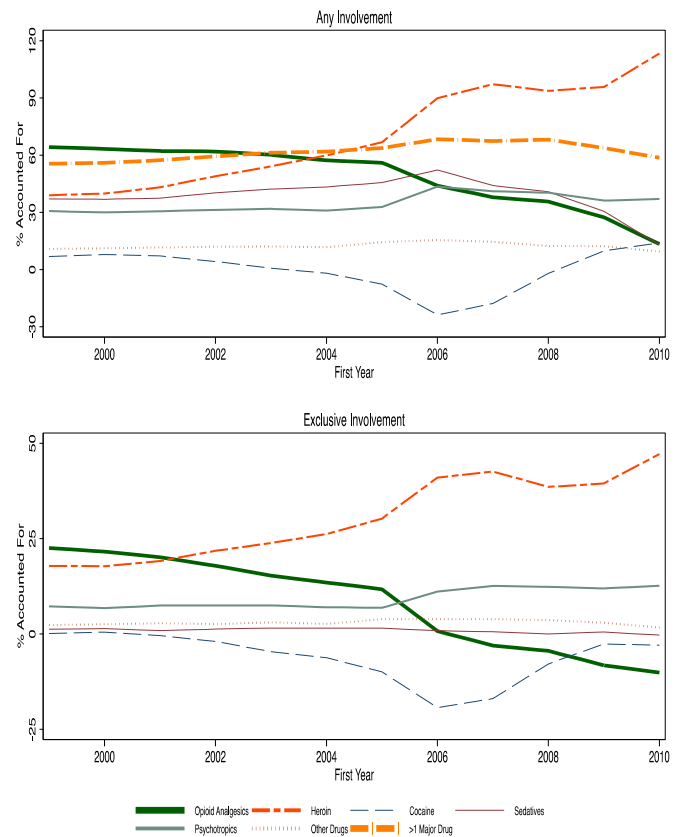 Any Involvement
120
90
60
30
0
-30
% Accounted For
2000 2002 2004 2006 2008 2010
First Year
Exclusive Involvement
50
25
0
-25
% Accounted For
2000 2002 2004 2006 2008 2010
First Year
Opioid Analgesics Heroin Cocaine Sedatives
Psychotropics Other Drugs >1 Major Drug